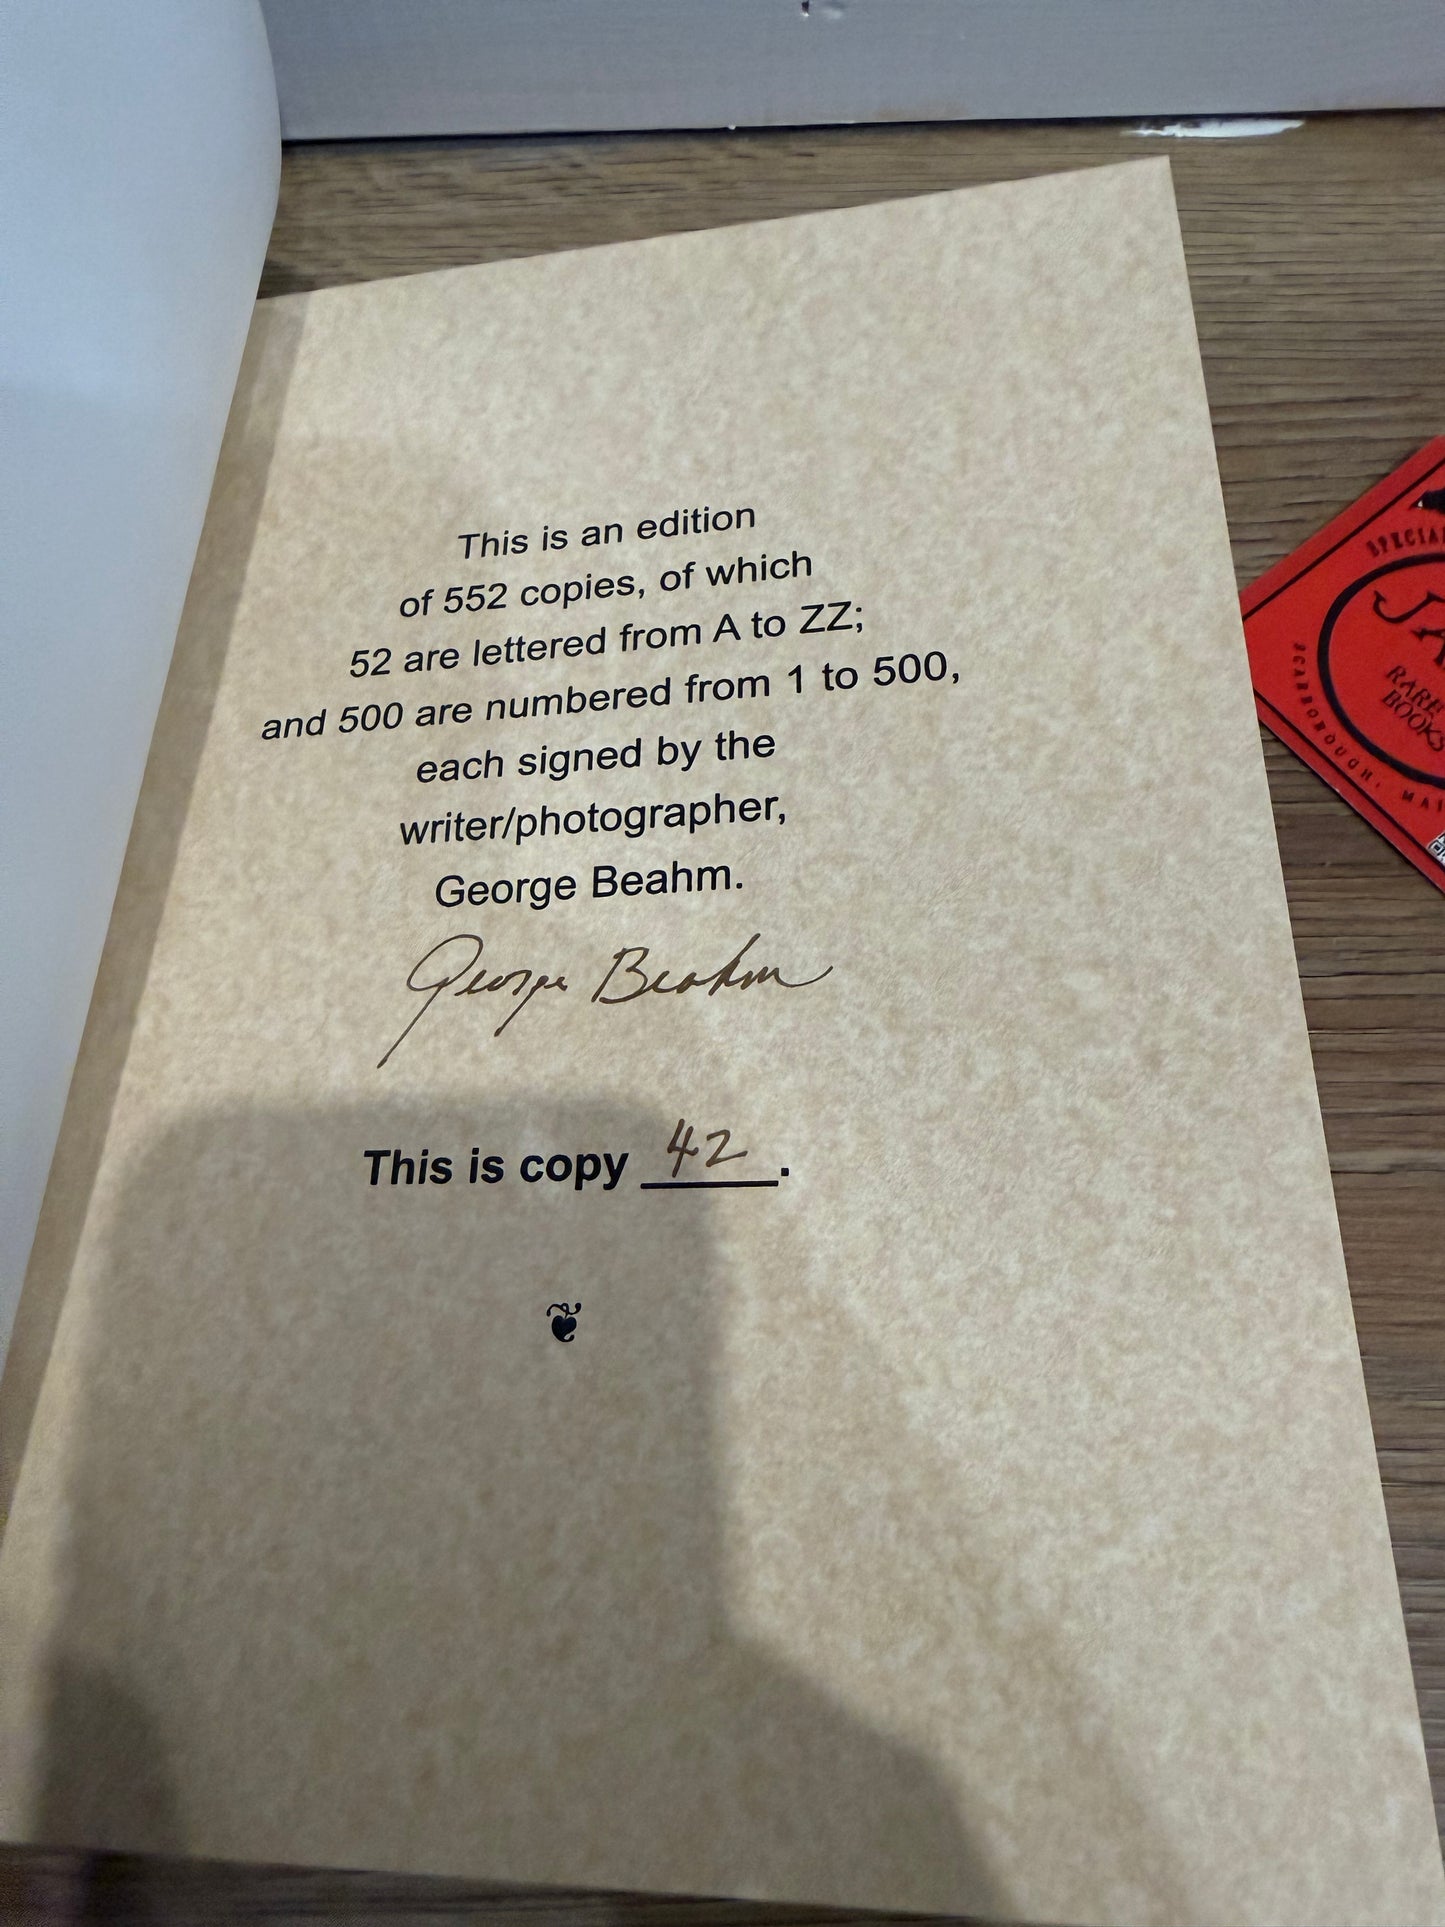 This is an edition
of 552 copies, of which
52 are lettered from A to ZZ;
and 500 are numbered from 1 to 500,
each signed by the
writer/photographer,
George Beahm.
George Beahm
This is copy 42.
RARE
BOOKS
SCARBOROUGH,